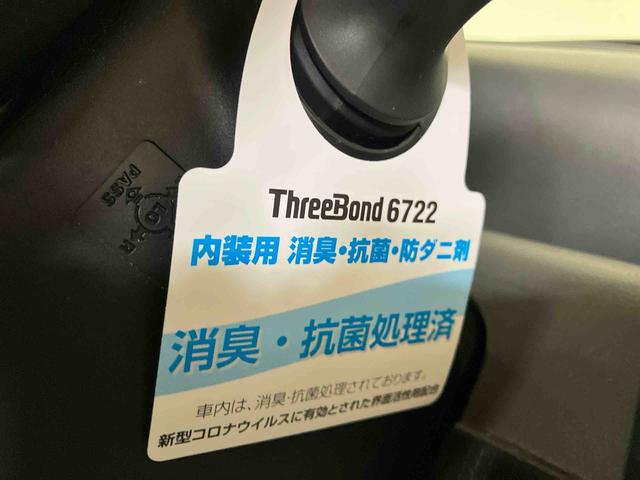 ThreeBond 6722
内装用 消臭・抗菌・防ダニ剤
消臭・抗菌処理済
車内は、消臭・抗菌処理されております。
新型コロナウイルスに有効とされた界面活性剤配合
PASS